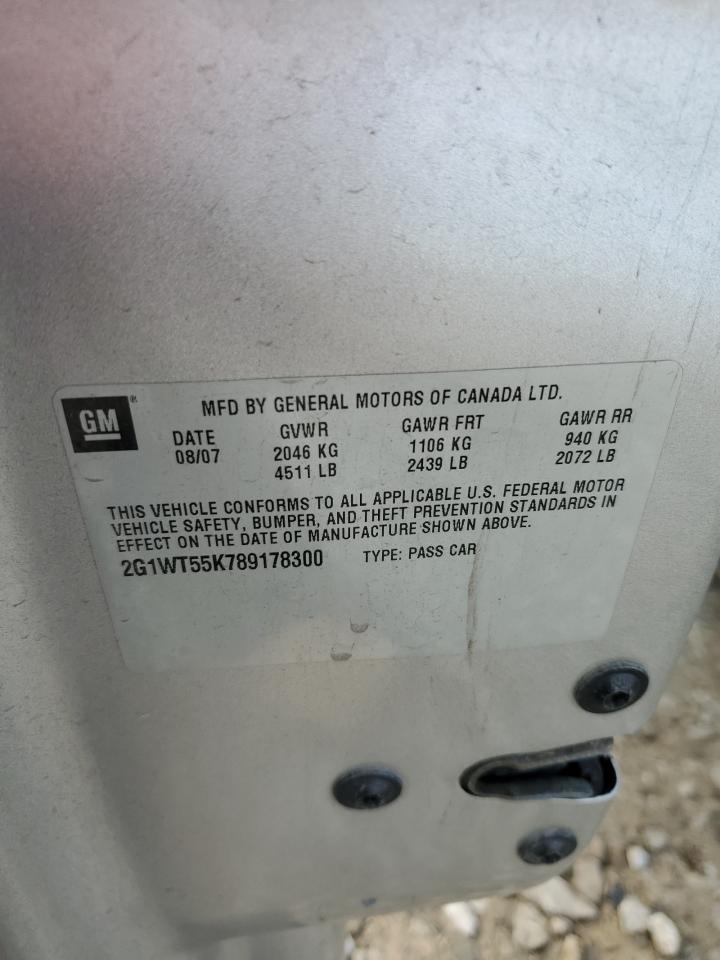 GM®
MFD BY GENERAL MOTORS OF CANADA LTD.
DATE GVWR GAWR FRT GAWR RR
08/07 2046 KG 1106 KG 940 KG
4511 LB 2439 LB 2072 LB
THIS VEHICLE CONFORMS TO ALL APPLICABLE U.S. FEDERAL MOTOR
VEHICLE SAFETY, BUMPER, AND THEFT PREVENTION STANDARDS IN
EFFECT ON THE DATE OF MANUFACTURE SHOWN ABOVE.
2G1WT55K789178300 TYPE: PASS CAR